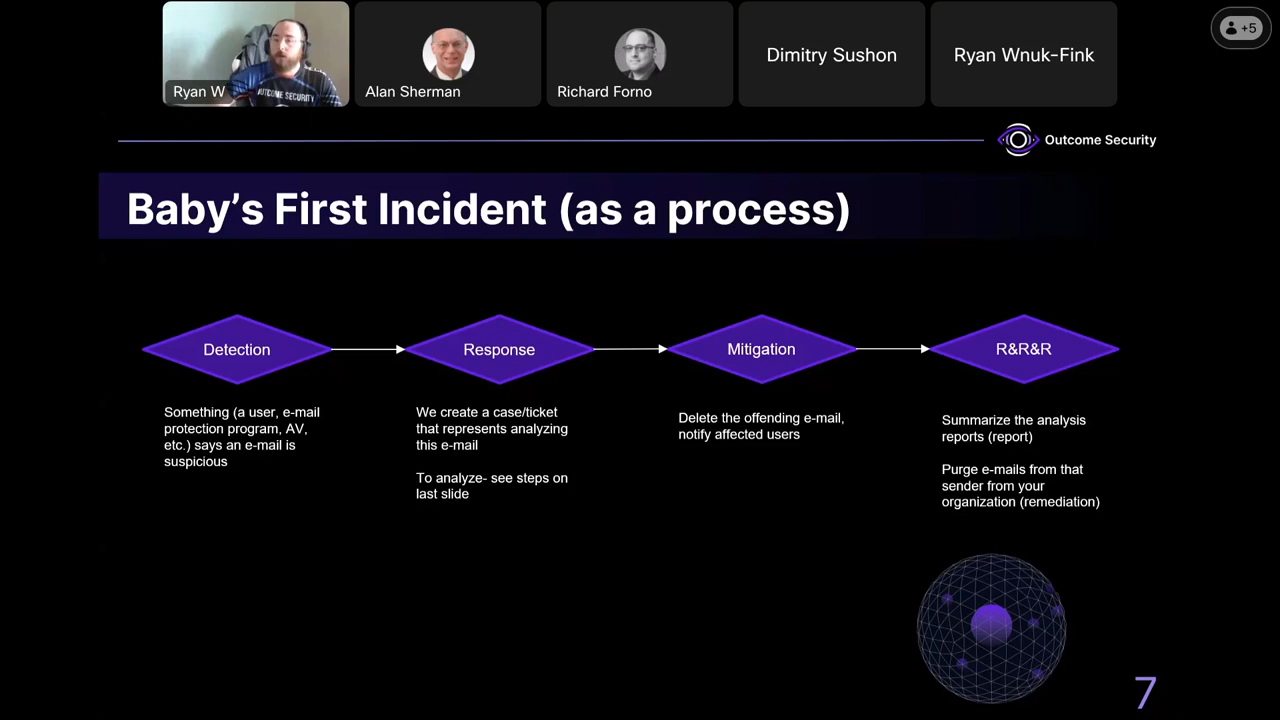 Ryan W
OUTCOME SECURITY
Alan Sherman
Richard Forno
Dimitry Sushon
Ryan Wnuk-Fink
+5
Outcome Security
Baby’s First Incident (as a process)
Detection
Something (a user, e-mail
protection program, AV,
etc.) says an e-mail is
suspicious
Response
We create a case/ticket
that represents analyzing
this e-mail
To analyze- see steps on
last slide
Mitigation
Delete the offending e-mail,
notify affected users
R&R&R
Summarize the analysis
reports (report)
Purge e-mails from that
sender from your
organization (remediation)
7